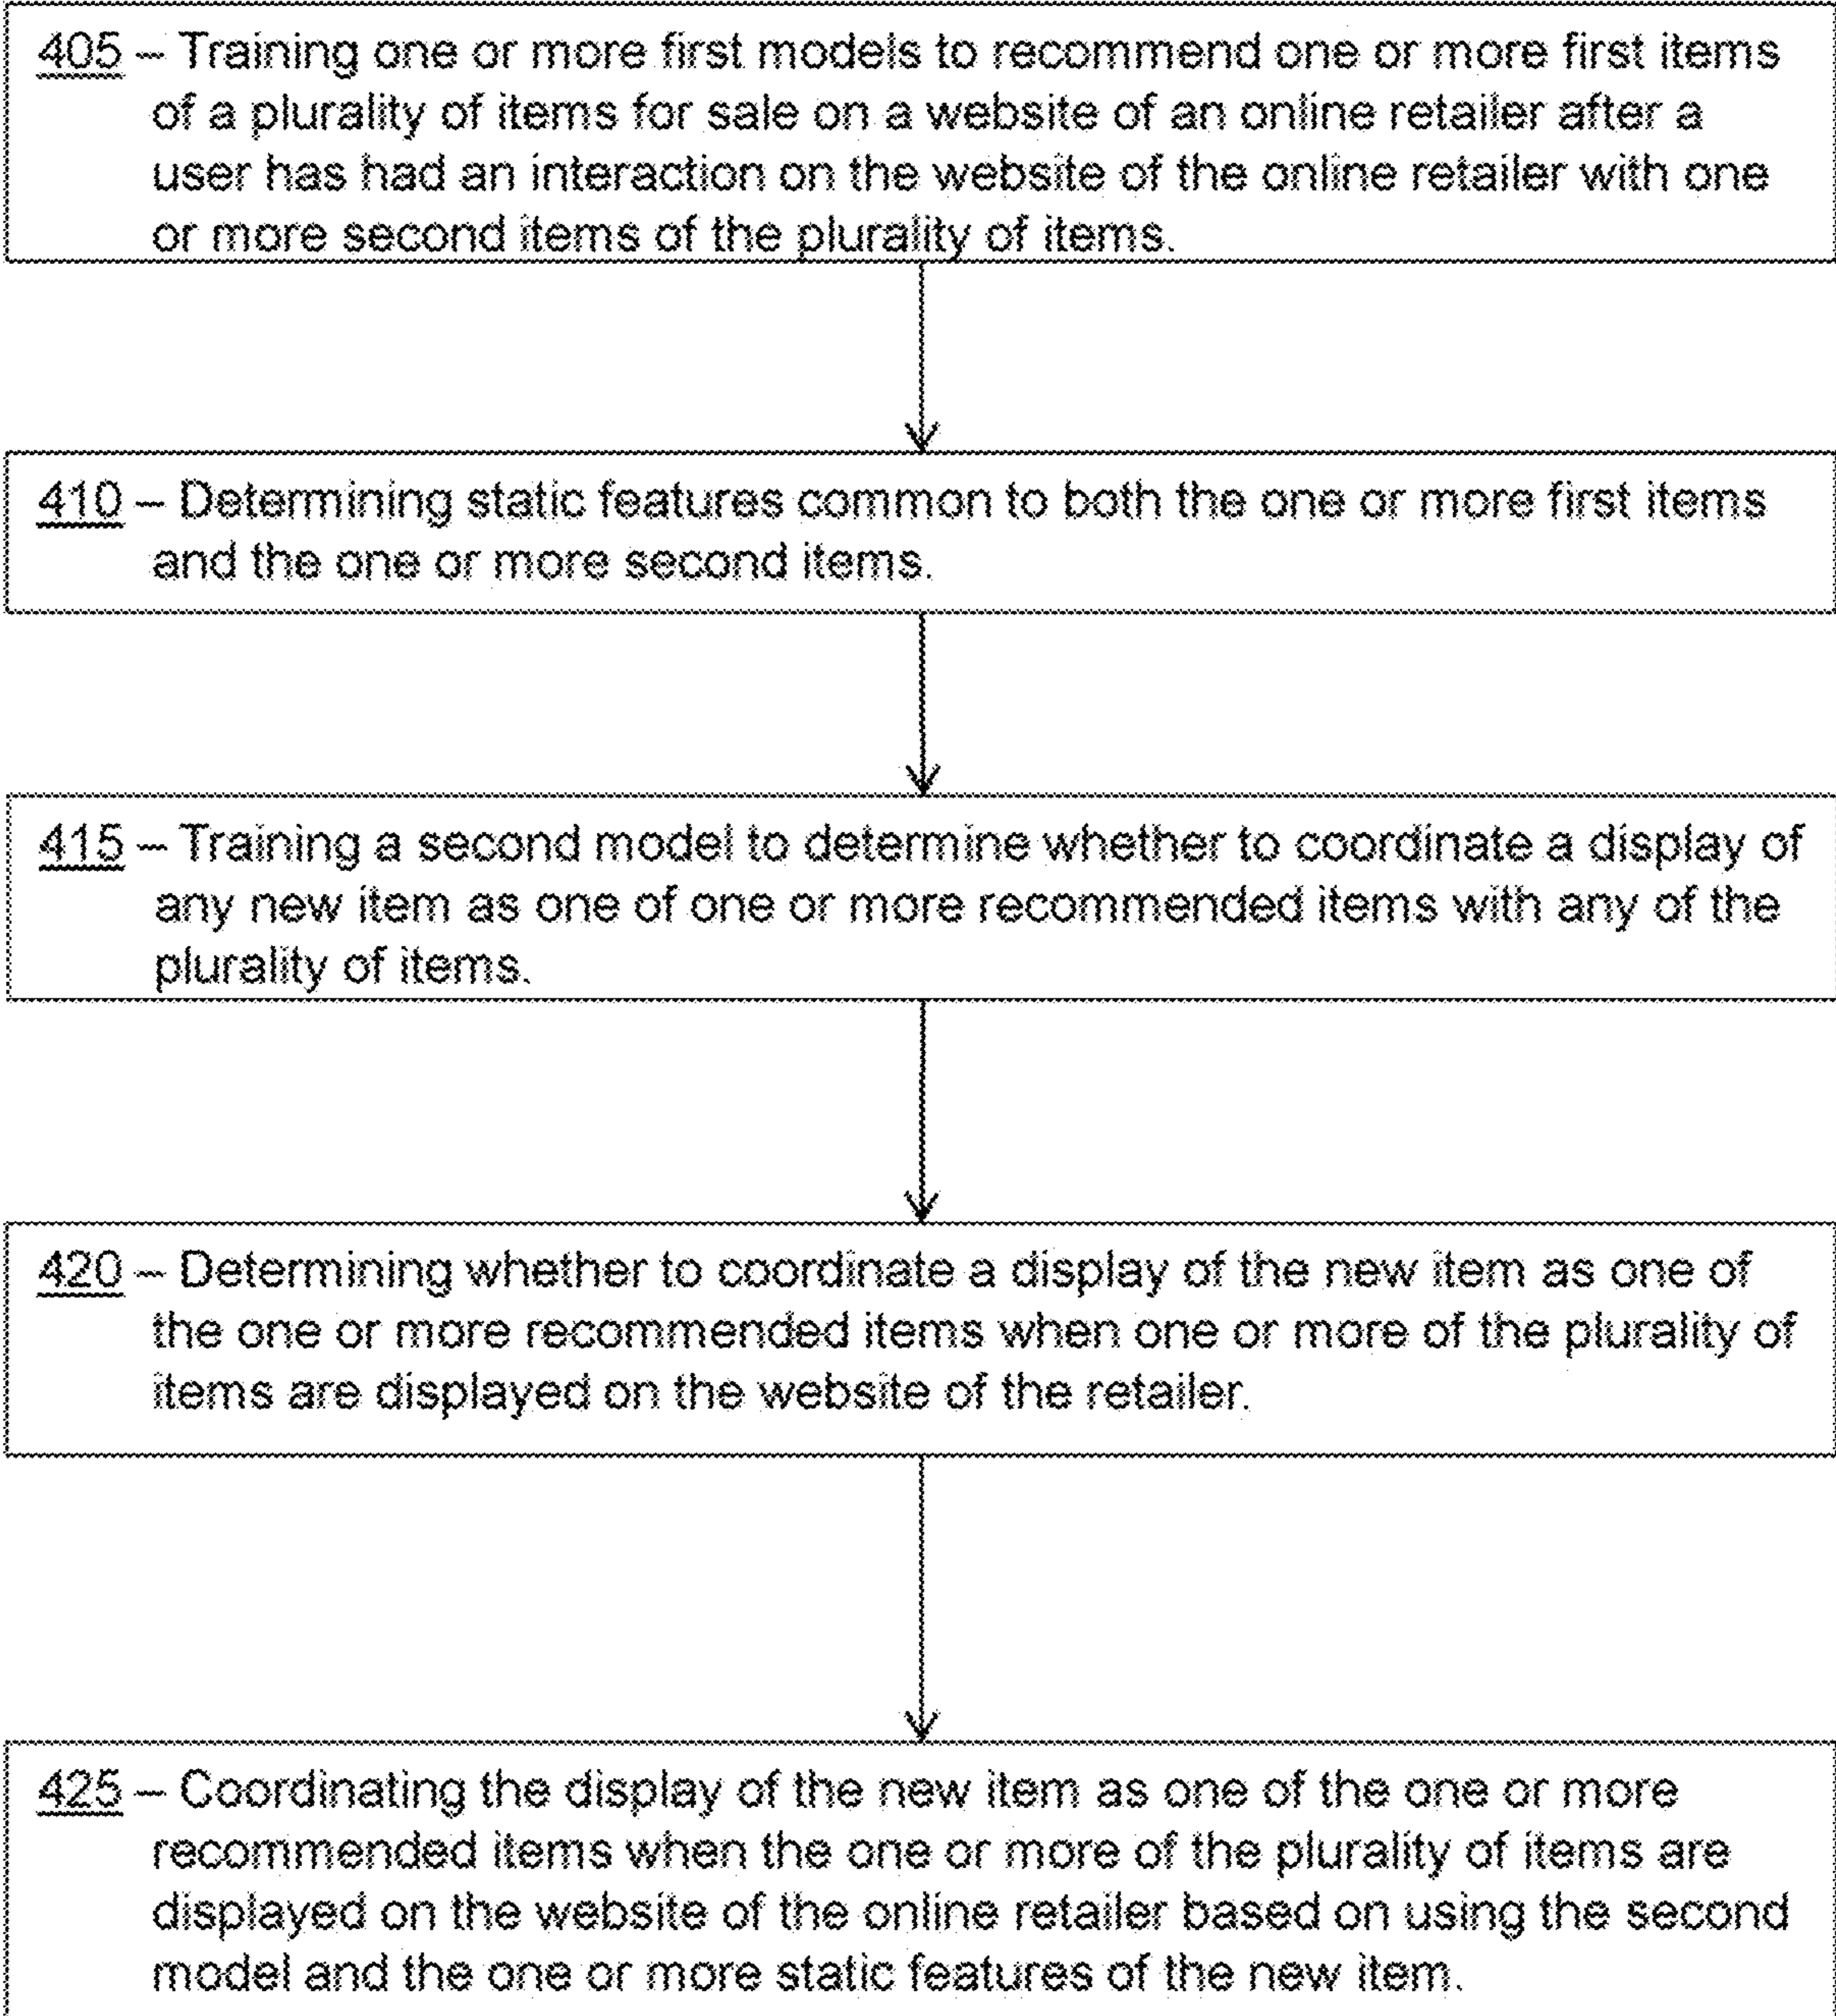 405 – Training one or more first models to recommend one or more first items
of a plurality of items for sale on a website of an online retailer after a
user has had an interaction on the website of the online retailer with one
or more second items of the plurality of items.
410 – Determining static features common to both the one or more first items
and the one or more second items.
415 – Training a second model to determine whether to coordinate a display of
any new item as one of one or more recommended items with any of the
plurality of items.
420 – Determining whether to coordinate a display of the new item as one of
the one or more recommended items when one or more of the plurality of
items are displayed on the website of the retailer.
425 – Coordinating the display of the new item as one of the one or more
recommended items when the one or more of the plurality of items are
displayed on the website of the online retailer based on using the second
model and the one or more static features of the new item.